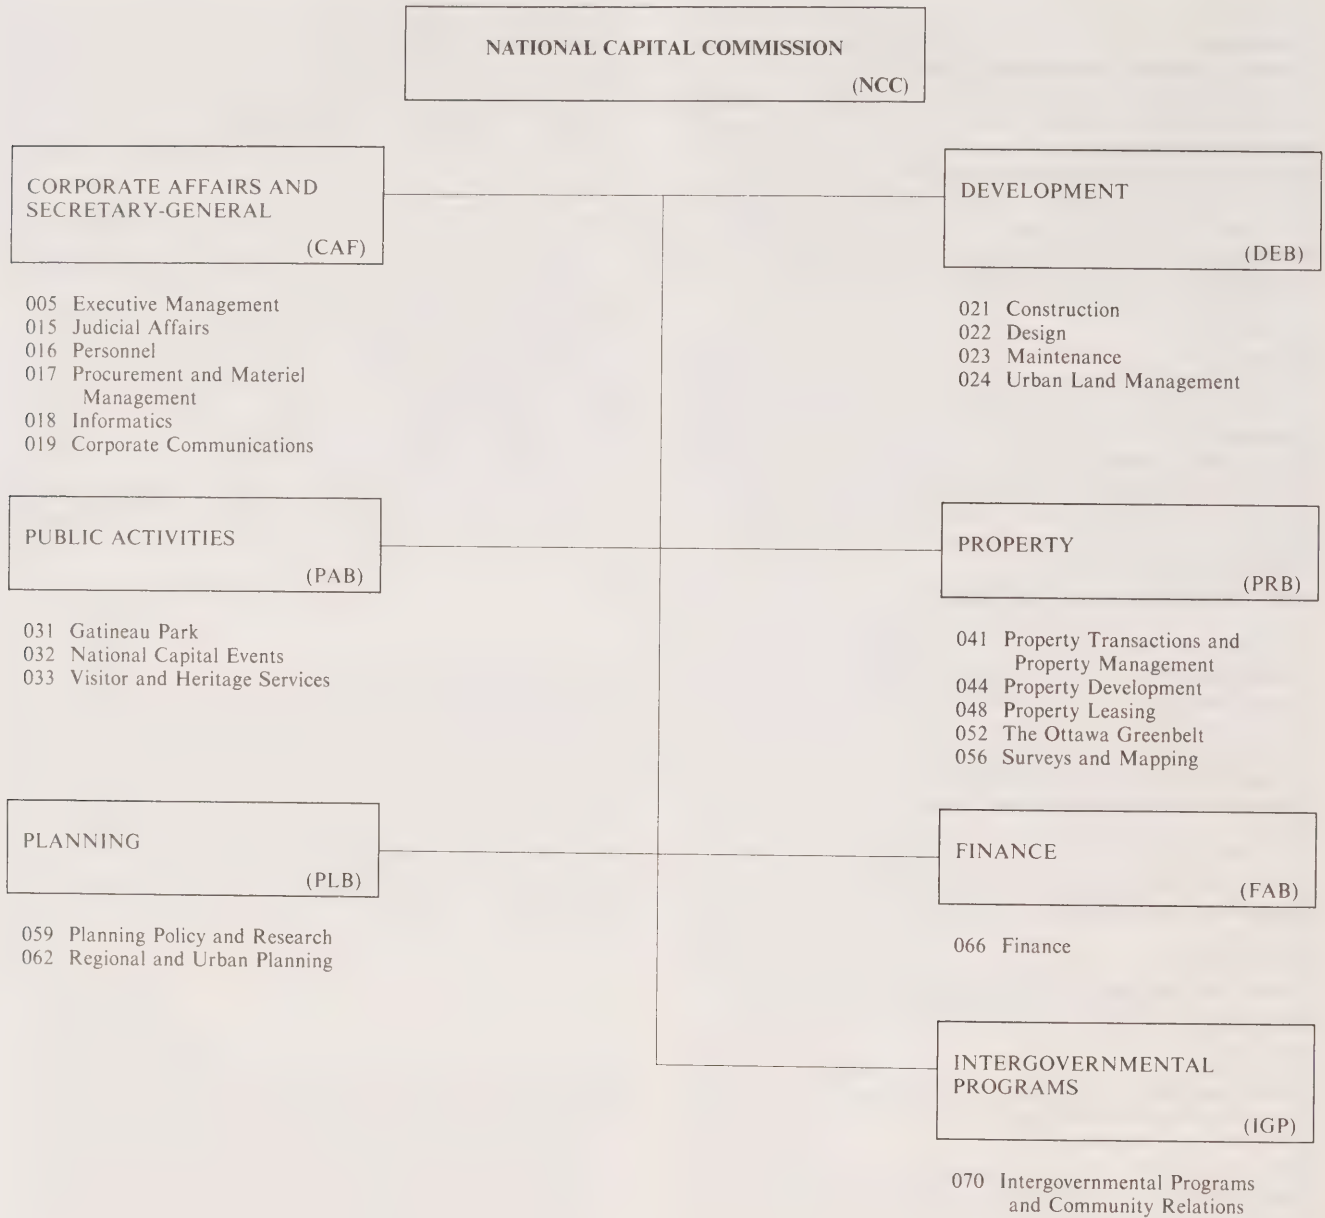 NATIONAL CAPITAL COMMISSION
(NCC)
CORPORATE AFFAIRS AND
SECRETARY-GENERAL
(CAF)
005 Executive Management
015 Judicial Affairs
016 Personnel
017 Procurement and Materiel
Management
018 Informatics
019 Corporate Communications
DEVELOPMENT
(DEB)
021 Construction
022 Design
023 Maintenance
024 Urban Land Management
PUBLIC ACTIVITIES
(PAB)
031 Gatineau Park
032 National Capital Events
033 Visitor and Heritage Services
PROPERTY
(PRB)
041 Property Transactions and
Property Management
044 Property Development
048 Property Leasing
052 The Ottawa Greenbelt
056 Surveys and Mapping
PLANNING
(PLB)
059 Planning Policy and Research
062 Regional and Urban Planning
FINANCE
(FAB)
066 Finance
INTERGOVERNMENTAL
PROGRAMS
(IGP)
070 Intergovernmental Programs
and Community Relations